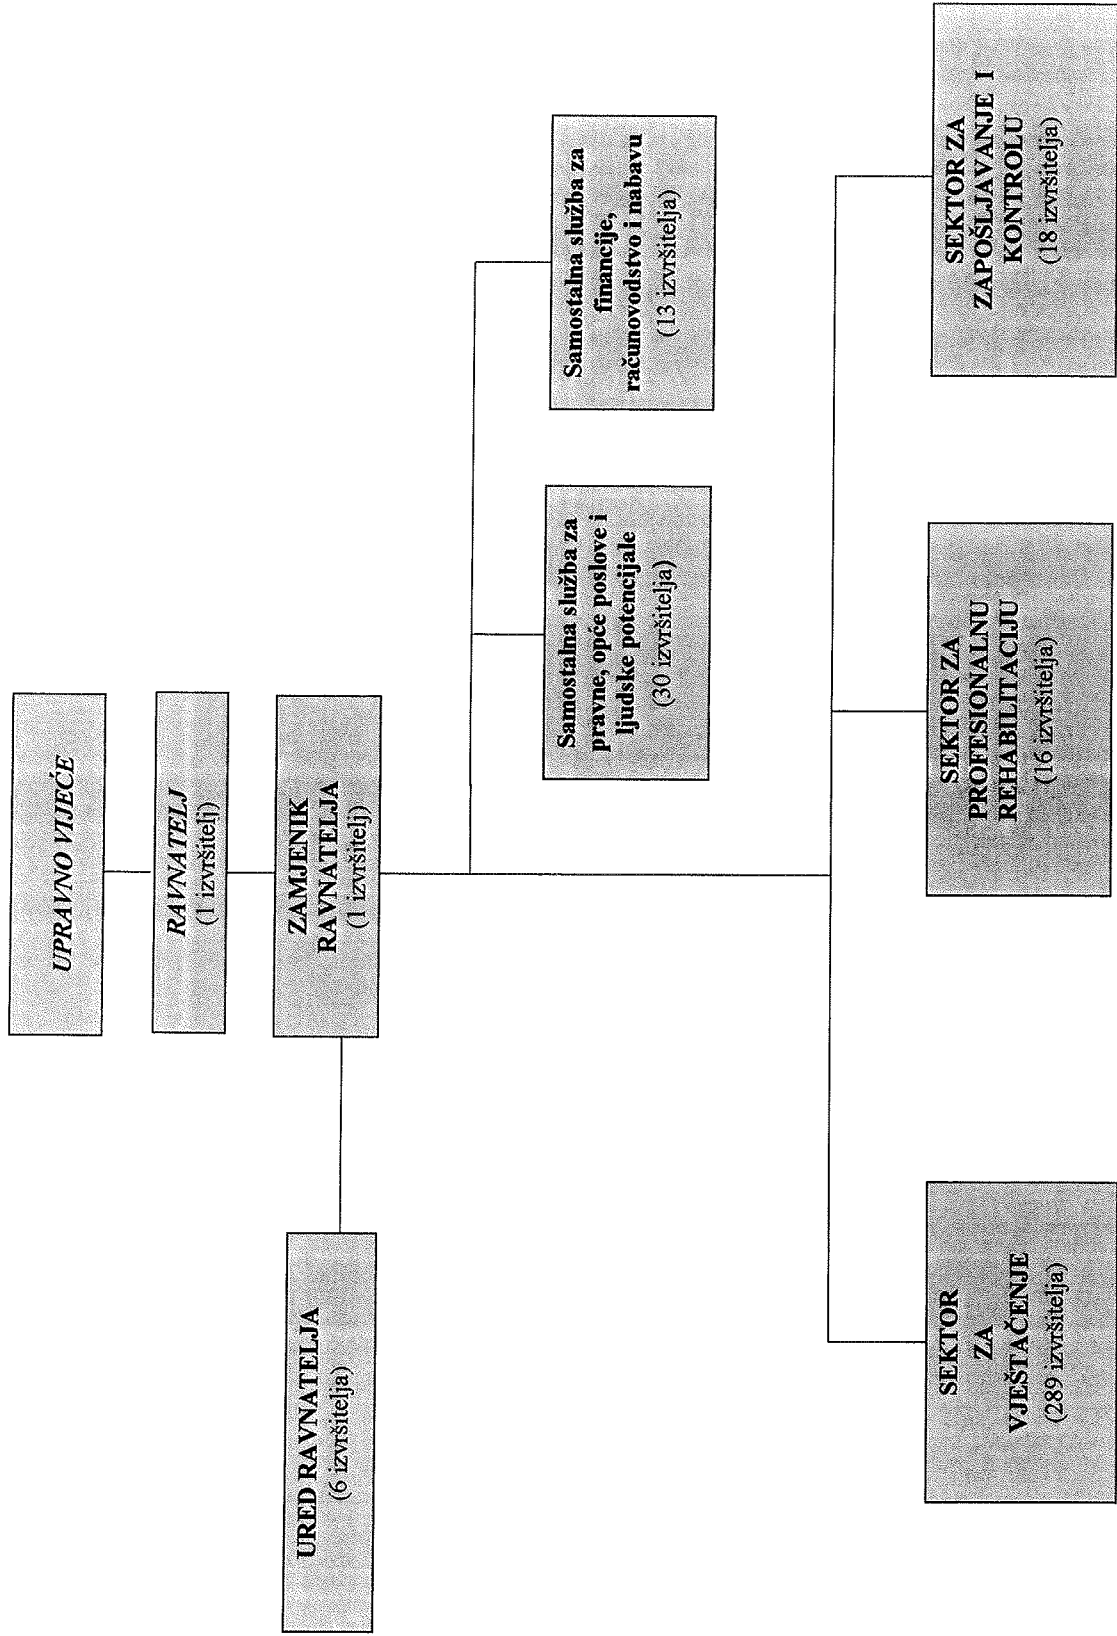 UPRAVNO VIJEĆE
RAVNATELJ
(1 izvršitelj)
ZAMJENIK
RAVNATELJA
(1 izvršitelj)
URED RAVNATELJA
(6 izvršitelja)
Samostalna služba za
pravne, opće poslove i
ljudske potencijale
(30 izvršitelja)
Samostalna služba za
financije,
računovodstvo i nabavu
(13 izvršitelja)
SEKTOR
ZA
VJEŠTAČENJE
(289 izvršitelja)
SEKTOR ZA
PROFESIONALNU
REHABILITACIJU
(16 izvršitelja)
SEKTOR ZA
ZAPOŠLJAVANJE I
KONTROLU
(18 izvršitelja)